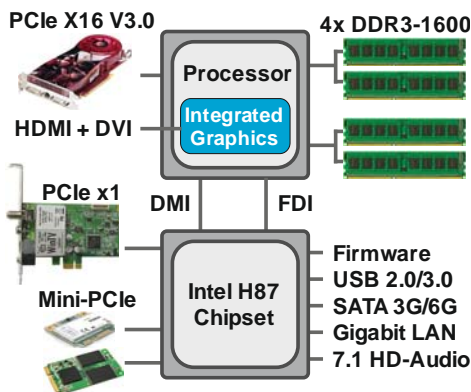 PCIe X16 V3.0
4x DDR3-1600
Processor
Integrated
Graphics
HDMI + DVI
PCIe x1
DMI
FDI
Mini-PCIe
Intel H87
Chipset
Firmware
USB 2.0/3.0
SATA 3G/6G
Gigabit LAN
7.1 HD-Audio